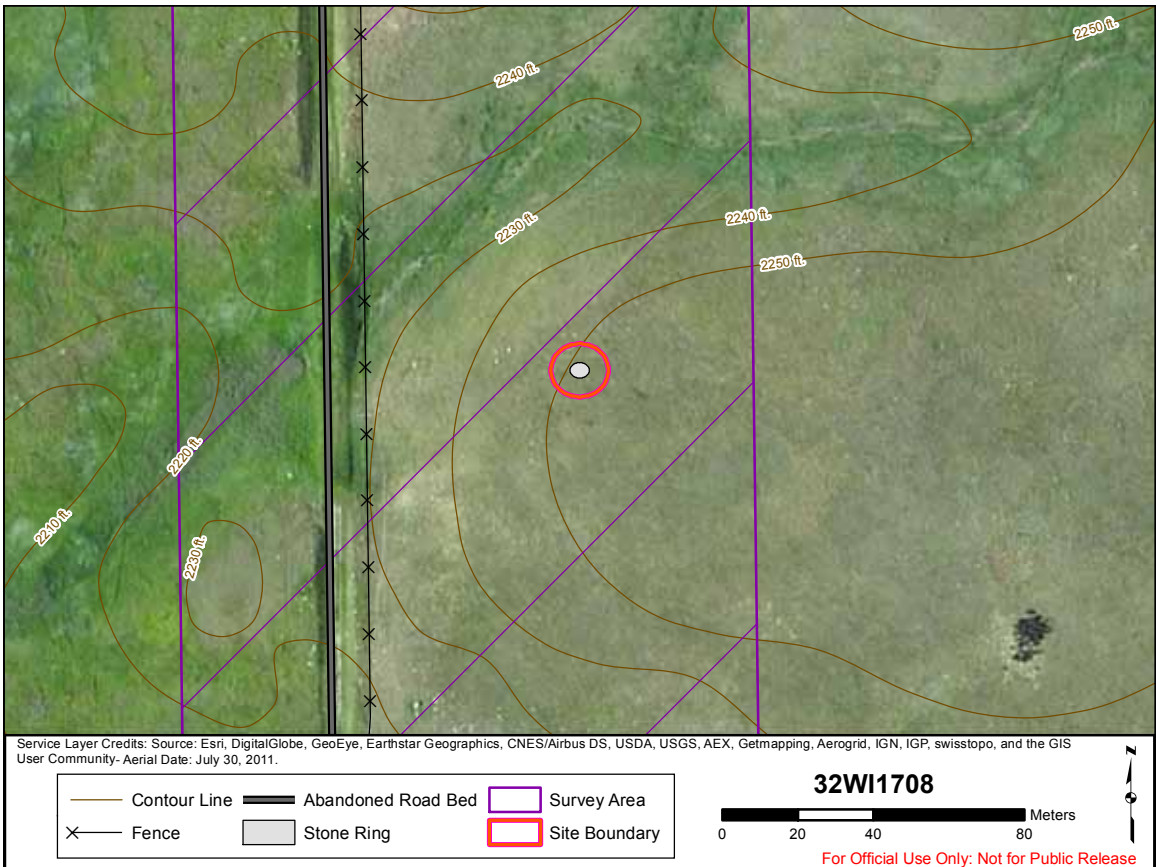 2250 ft.
2240 ft.
2230 ft.
2240 ft.
2250 ft.
2220 ft.
2210 ft.
2230 ft.
Service Layer Credits: Source: Esri, DigitalGlobe, GeoEye, Earthstar Geographics, CNES/Airbus DS, USDA, USGS, AEX, Getmapping, Aerogrid, IGN, IGP, swisstopo, and the GIS
User Community- Aerial Date: July 30, 2011.
Contour Line
Abandoned Road Bed
Survey Area
Fence
Stone Ring
Site Boundary
32WI1708
Meters
0 20 40 80
N
For Official Use Only: Not for Public Release